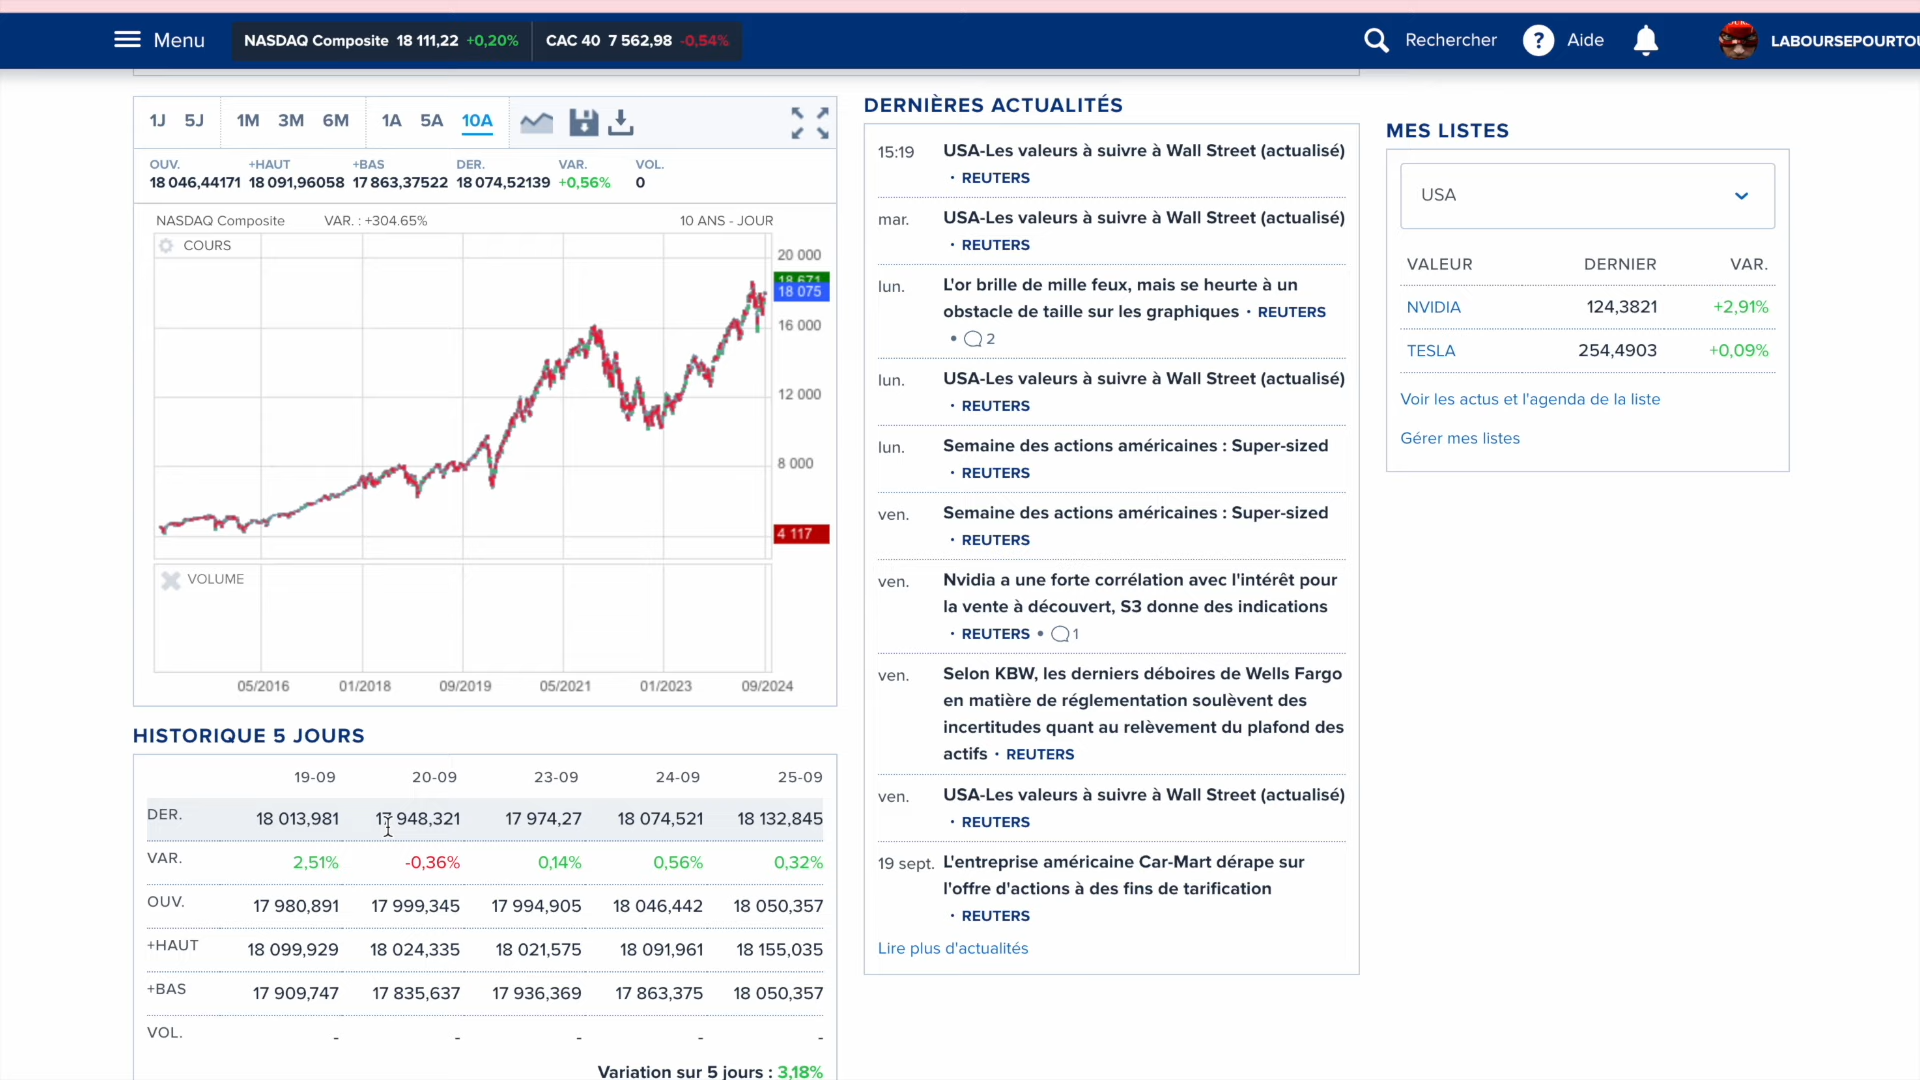 Menu
NASDAQ Composite 18 111,22 +0,20%
CAC 40 7 562,98 -0,54%
Rechercher
? Aide
LABOURSEPOURTOU
1J 5J 1M 3M 6M 1A 5A 10A
OUV. +HAUT +BAS DER. VAR. VOL.
18 046,44171 18 091,96058 17 863,37522 18 074,52139 +0,56% 0
NASDAQ Composite VAR. : +304.65% 10 ANS - JOUR
COURS
20 000
18 671
18 075
16 000
12 000
8 000
4 117
VOLUME
05/2016 01/2018 09/2019 05/2021 01/2023 09/2024
HISTORIQUE 5 JOURS
19-09 20-09 23-09 24-09 25-09
DER. 18 013,981 17 948,321 17 974,27 18 074,521 18 132,845
VAR. 2,51% -0,36% 0,14% 0,56% 0,32%
OUV. 17 980,891 17 999,345 17 994,905 18 046,442 18 050,357
+HAUT 18 099,929 18 024,335 18 021,575 18 091,961 18 155,035
+BAS 17 909,747 17 835,637 17 936,369 17 863,375 18 050,357
VOL. - - - - -
Variation sur 5 jours : 3,18%
DERNIÈRES ACTUALITÉS
15:19 USA-Les valeurs à suivre à Wall Street (actualisé)
· REUTERS
mar. USA-Les valeurs à suivre à Wall Street (actualisé)
· REUTERS
lun. L'or brille de mille feux, mais se heurte à un
obstacle de taille sur les graphiques · REUTERS
• 2
lun. USA-Les valeurs à suivre à Wall Street (actualisé)
· REUTERS
lun. Semaine des actions américaines : Super-sized
· REUTERS
ven. Semaine des actions américaines : Super-sized
· REUTERS
ven. Nvidia a une forte corrélation avec l'intérêt pour
la vente à découvert, S3 donne des indications
· REUTERS • 1
ven. Selon KBW, les derniers déboires de Wells Fargo
en matière de réglementation soulèvent des
incertitudes quant au relèvement du plafond des
actifs · REUTERS
ven. USA-Les valeurs à suivre à Wall Street (actualisé)
· REUTERS
19 sept. L'entreprise américaine Car-Mart dérape sur
l'offre d'actions à des fins de tarification
· REUTERS
Lire plus d'actualités
MES LISTES
USA
VALEUR DERNIER VAR.
NVIDIA 124,3821 +2,91%
TESLA 254,4903 +0,09%
Voir les actus et l'agenda de la liste
Gérer mes listes